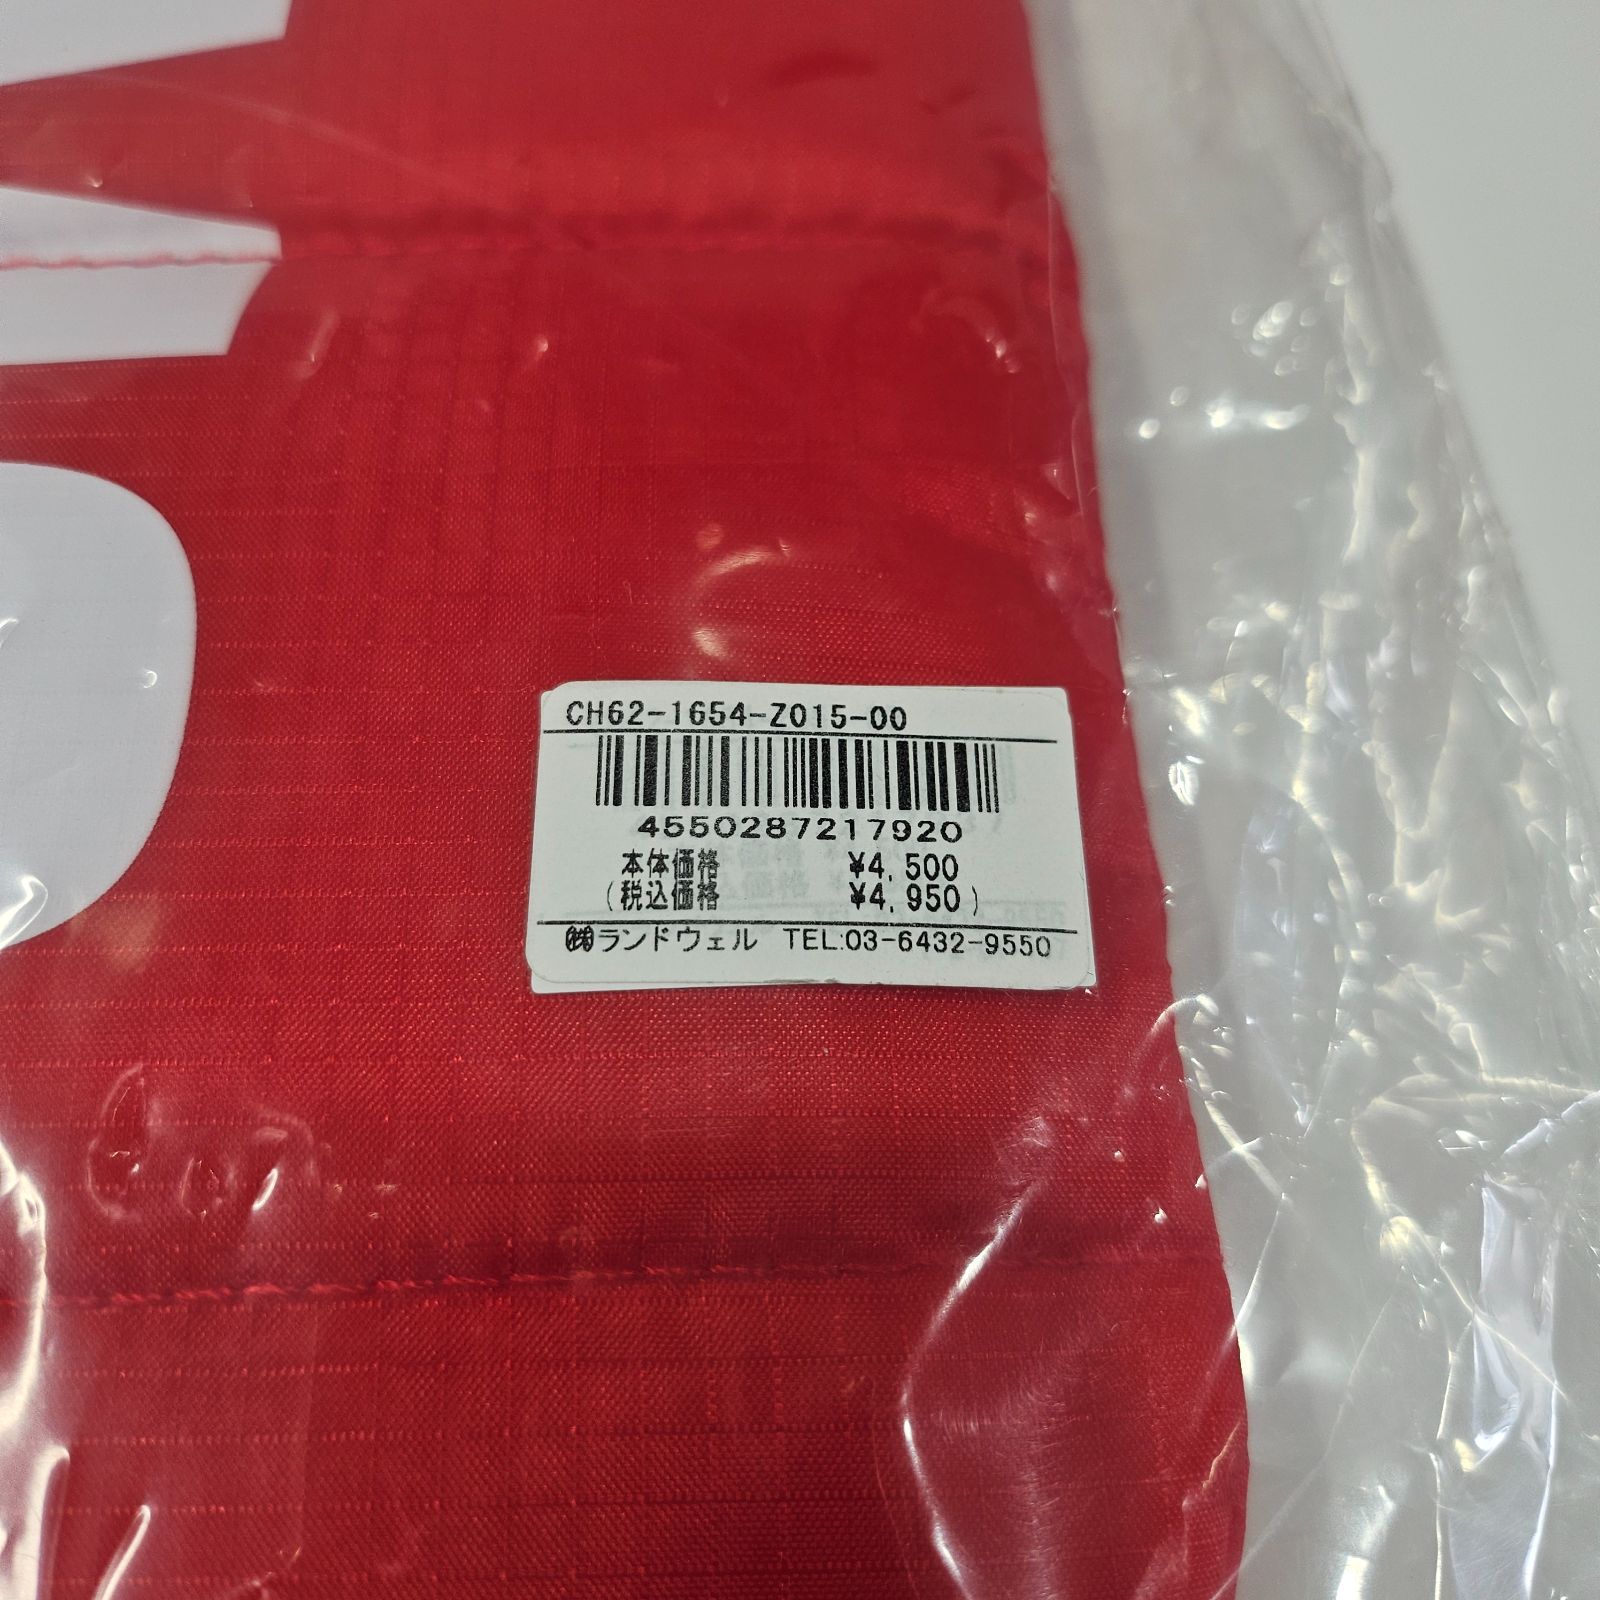 CH62-1654-Z015-00
4550287217920
本体価格 ¥4,500
(税込価格 ¥4,950)
㈱ランドウェル TEL:03-6432-9550